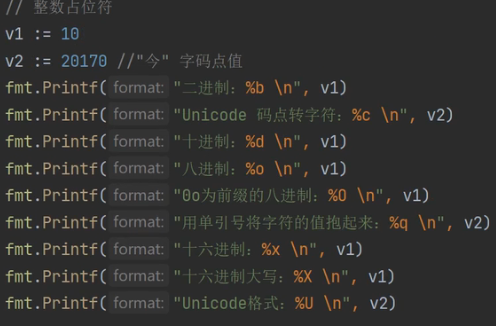 // 整数占位符
v1 := 10
v2 := 20170 //"今" 字码点值
fmt.Printf( format: "二进制：%b \n", v1)
fmt.Printf( format: "Unicode 码点转字符：%c \n", v2)
fmt.Printf( format: "十进制：%d \n", v1)
fmt.Printf( format: "八进制：%o \n", v1)
fmt.Printf( format: "0o为前缀的八进制：%O \n", v1)
fmt.Printf( format: "用单引号将字符的值抱起来：%q \n", v2)
fmt.Printf( format: "十六进制：%x \n", v1)
fmt.Printf( format: "十六进制大写：%X \n", v1)
fmt.Printf( format: "Unicode格式：%U \n", v2)